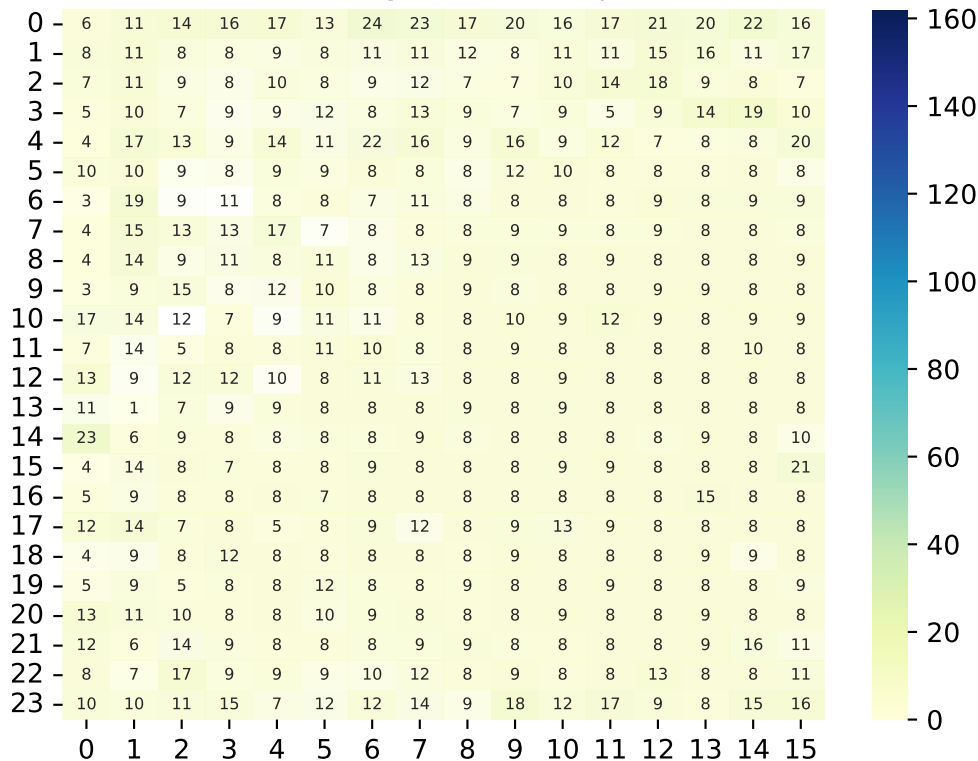 0 6 11 14 16 17 13 24 23 17 20 16 17 21 20 22 16
1 8 11 8 8 9 8 11 11 12 8 11 11 15 16 11 17
2 7 11 9 8 10 8 9 12 7 7 10 14 18 9 8 7
3 5 10 7 9 9 12 8 13 9 7 9 5 9 14 19 10
4 4 17 13 9 14 11 22 16 9 16 9 12 7 8 8 20
5 10 10 9 8 9 9 8 8 8 12 10 8 8 8 8 8
6 3 19 9 11 8 8 7 11 8 8 8 8 9 8 9 9
7 4 15 13 13 17 7 8 8 8 9 9 8 9 8 8 8
8 4 14 9 11 8 11 8 13 9 9 8 9 8 8 8 9
9 3 9 15 8 12 10 8 8 9 8 8 8 9 9 8 8
10 17 14 12 7 9 11 11 8 8 10 9 12 9 8 9 9
11 7 14 5 8 8 11 10 8 8 9 8 8 8 8 10 8
12 13 9 12 12 10 8 11 13 8 8 9 8 8 8 8 8
13 11 1 7 9 9 8 8 8 9 8 9 8 8 8 8 8
14 23 6 9 8 8 8 8 9 8 8 8 8 8 9 8 10
15 4 14 8 7 8 8 9 8 8 8 9 9 8 8 8 21
16 5 9 8 8 8 7 8 8 8 8 8 8 8 15 8 8
17 12 14 7 8 5 8 9 12 8 9 13 9 8 8 8 8
18 4 9 8 12 8 8 8 8 8 9 8 8 8 9 9 8
19 5 9 5 8 8 12 8 8 9 8 8 9 8 8 8 9
20 13 11 10 8 8 10 9 8 8 8 9 8 8 9 8 8
21 12 6 14 9 8 8 8 9 9 8 8 8 8 9 16 11
22 8 7 17 9 9 9 10 12 8 9 8 8 13 8 8 11
23 10 10 11 15 7 12 12 14 9 18 12 17 9 8 15 16
0 1 2 3 4 5 6 7 8 9 10 11 12 13 14 15
160
140
120
100
80
60
40
20
0